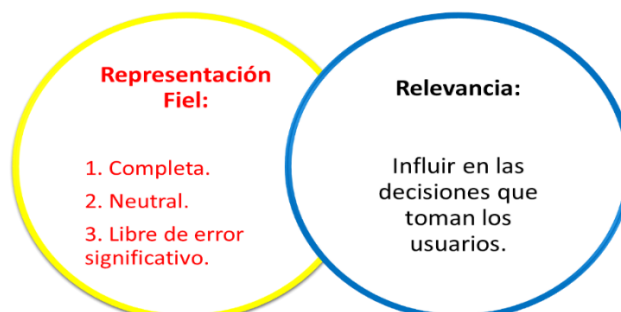 Representación
Fiel:
1. Completa.
2. Neutral.
3. Libre de error
significativo.
Relevancia:
Influir en las
decisiones que
toman los
usuarios.